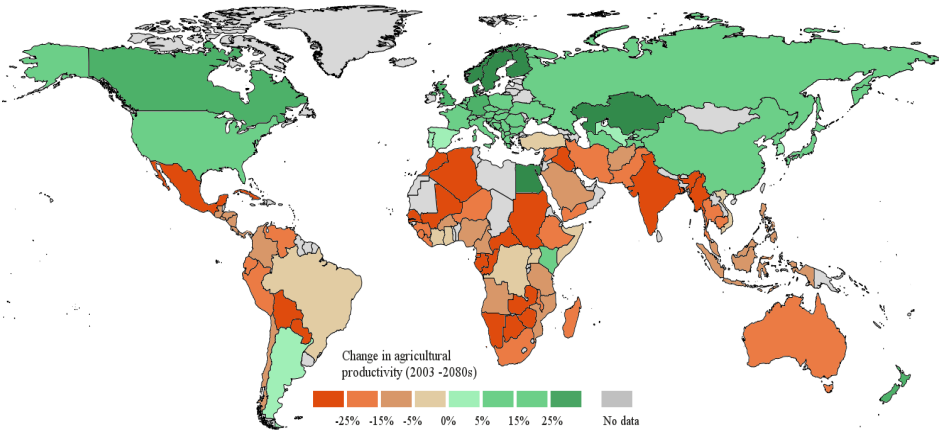 Change in agricultural
productivity (2003 -2080s)
-25% -15% -5% 0% 5% 15% 25% No data